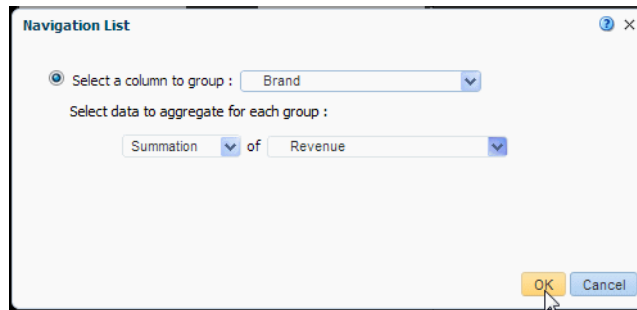 Navigation List
Select a column to group : Brand
Select data to aggregate for each group :
Summation of Revenue
OK Cancel